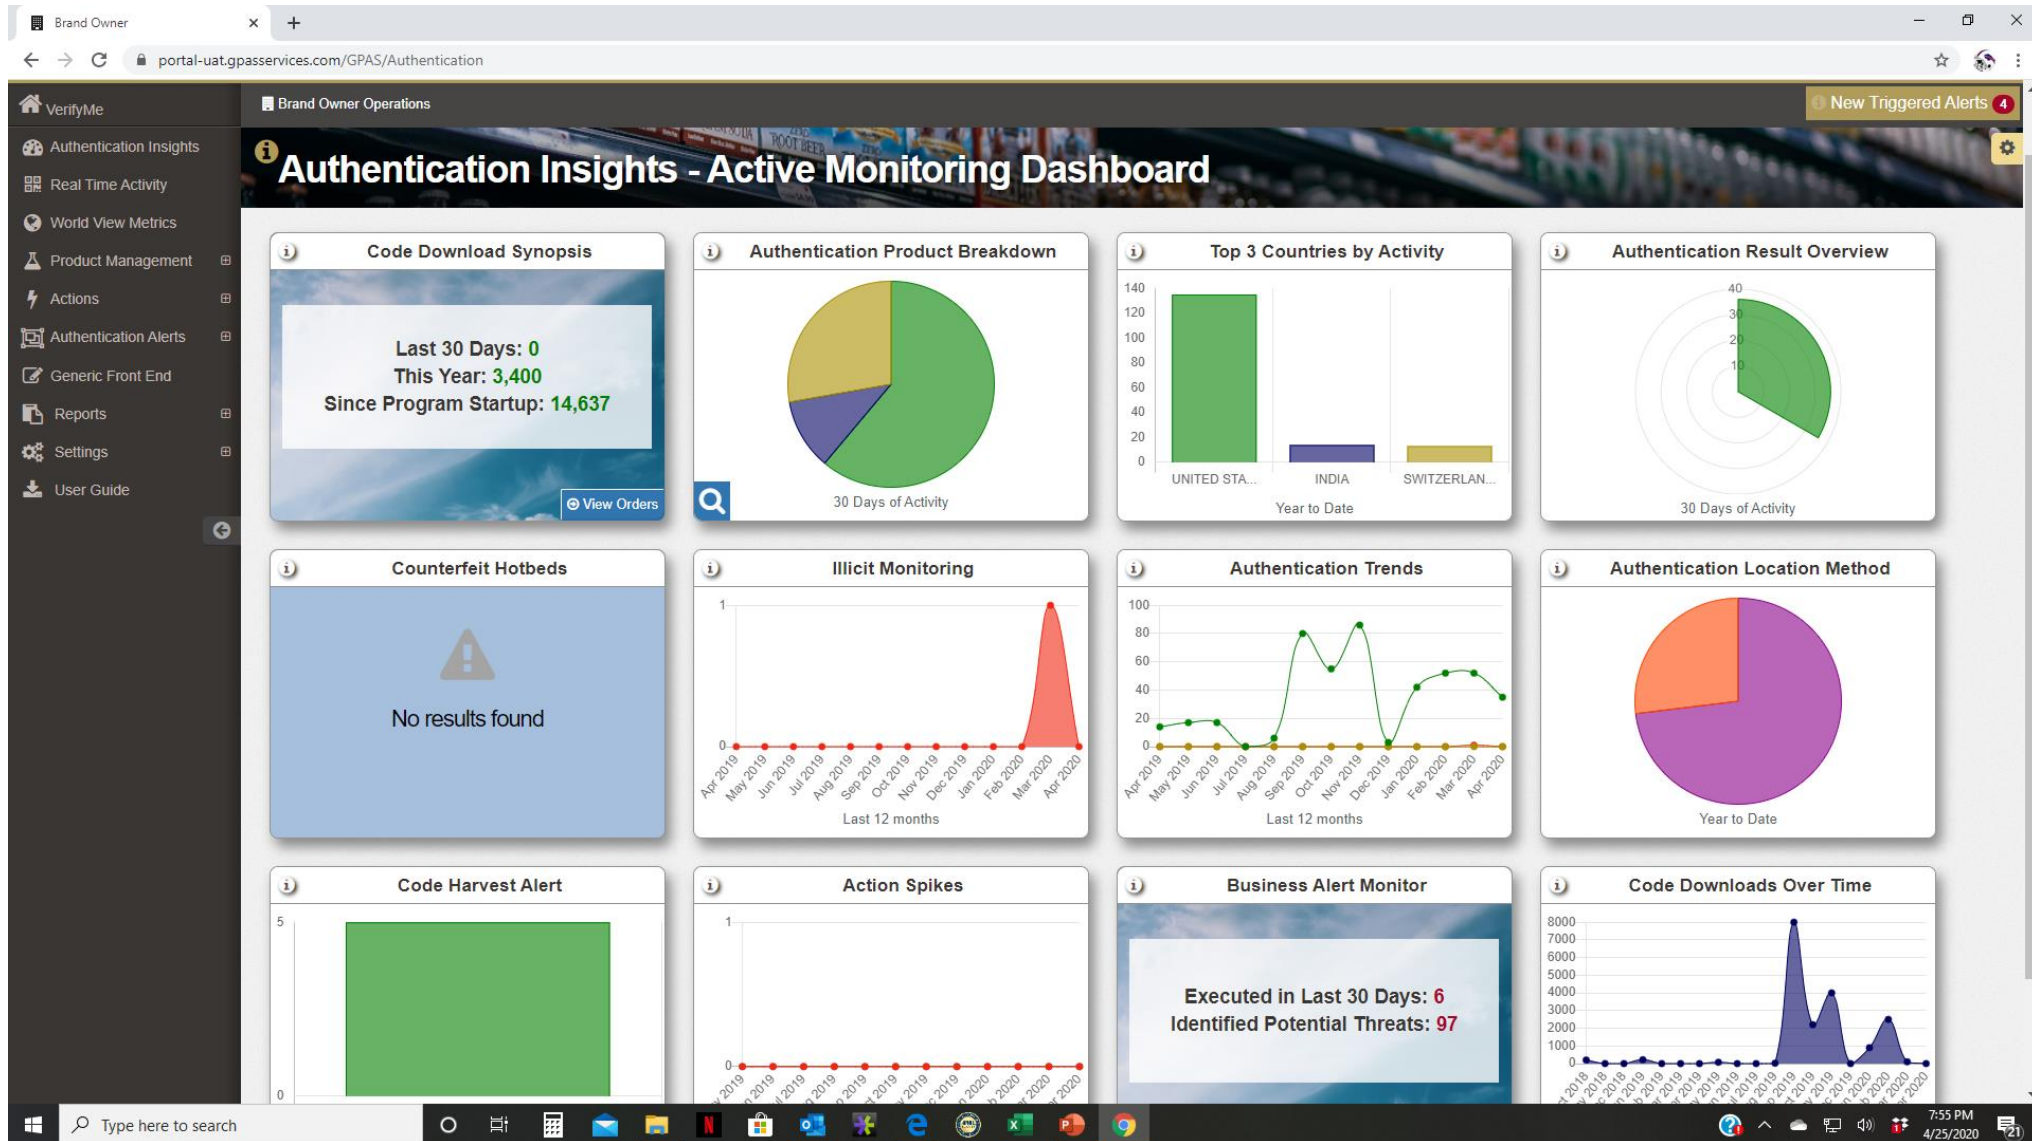 Brand Owner
portal-uat.gpasservices.com/GPAS/Authentication
VerifyMe
Brand Owner Operations
New Triggered Alerts 4
Authentication Insights
Real Time Activity
World View Metrics
Product Management
Actions
Authentication Alerts
Generic Front End
Reports
Settings
User Guide
ROOT BEER
Authentication Insights - Active Monitoring Dashboard
Code Download Synopsis
Last 30 Days: 0
This Year: 3,400
Since Program Startup: 14,637
View Orders
Authentication Product Breakdown
30 Days of Activity
Top 3 Countries by Activity
140
120
100
80
60
40
20
0
UNITED STA...
INDIA
SWITZERLAN...
Year to Date
Authentication Result Overview
40
30
20
10
30 Days of Activity
Counterfeit Hotbeds
No results found
Illicit Monitoring
1
0
Apr 2019
May 2019
Jun 2019
Jul 2019
Aug 2019
Sep 2019
Oct 2019
Nov 2019
Dec 2019
Jan 2020
Feb 2020
Mar 2020
Apr 2020
Last 12 months
Authentication Trends
100
80
60
40
20
0
Apr 2019
May 2019
Jun 2019
Jul 2019
Aug 2019
Sep 2019
Oct 2019
Nov 2019
Dec 2019
Jan 2020
Feb 2020
Mar 2020
Apr 2020
Last 12 months
Authentication Location Method
Year to Date
Code Harvest Alert
5
0
Action Spikes
1
0
Business Alert Monitor
Executed in Last 30 Days: 6
Identified Potential Threats: 97
Code Downloads Over Time
8000
7000
6000
5000
4000
3000
2000
1000
0
Type here to search
7:55 PM
4/25/2020
21